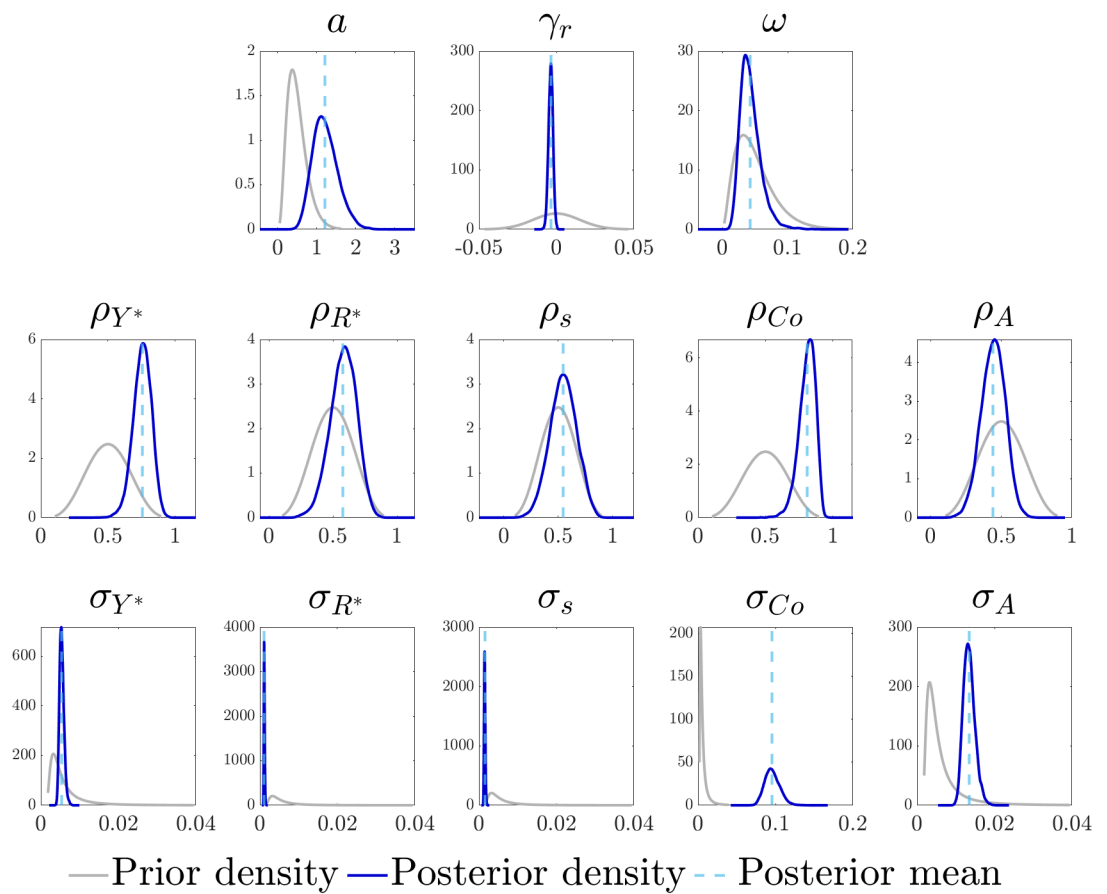 a γ_r ω
2 300 30
1.5
200 20
1
100 10
0.5
0 0 0
0 1 2 3 -0.05 0 0.05 0 0.1 0.2
ρ_{Y*} ρ_{R*} ρ_s ρ_{Co} ρ_A
6 4 4 6 4
4 3 3 4 3
2 2 2 2 2
1 1 1
0 0 0 0 0
0 0.5 1 0 0.5 1 0 0.5 1 0 0.5 1 0 0.5 1
σ_{Y*} σ_{R*} σ_s σ_{Co} σ_A
600 4000 3000 200 300
400 3000 2000 150 200
200 2000 1000 100 100
1000 50
0 0 0 0 0
0 0.02 0.04 0 0.02 0.04 0 0.02 0.04 0 0.1 0.2 0 0.02 0.04
Prior density Posterior density Posterior mean